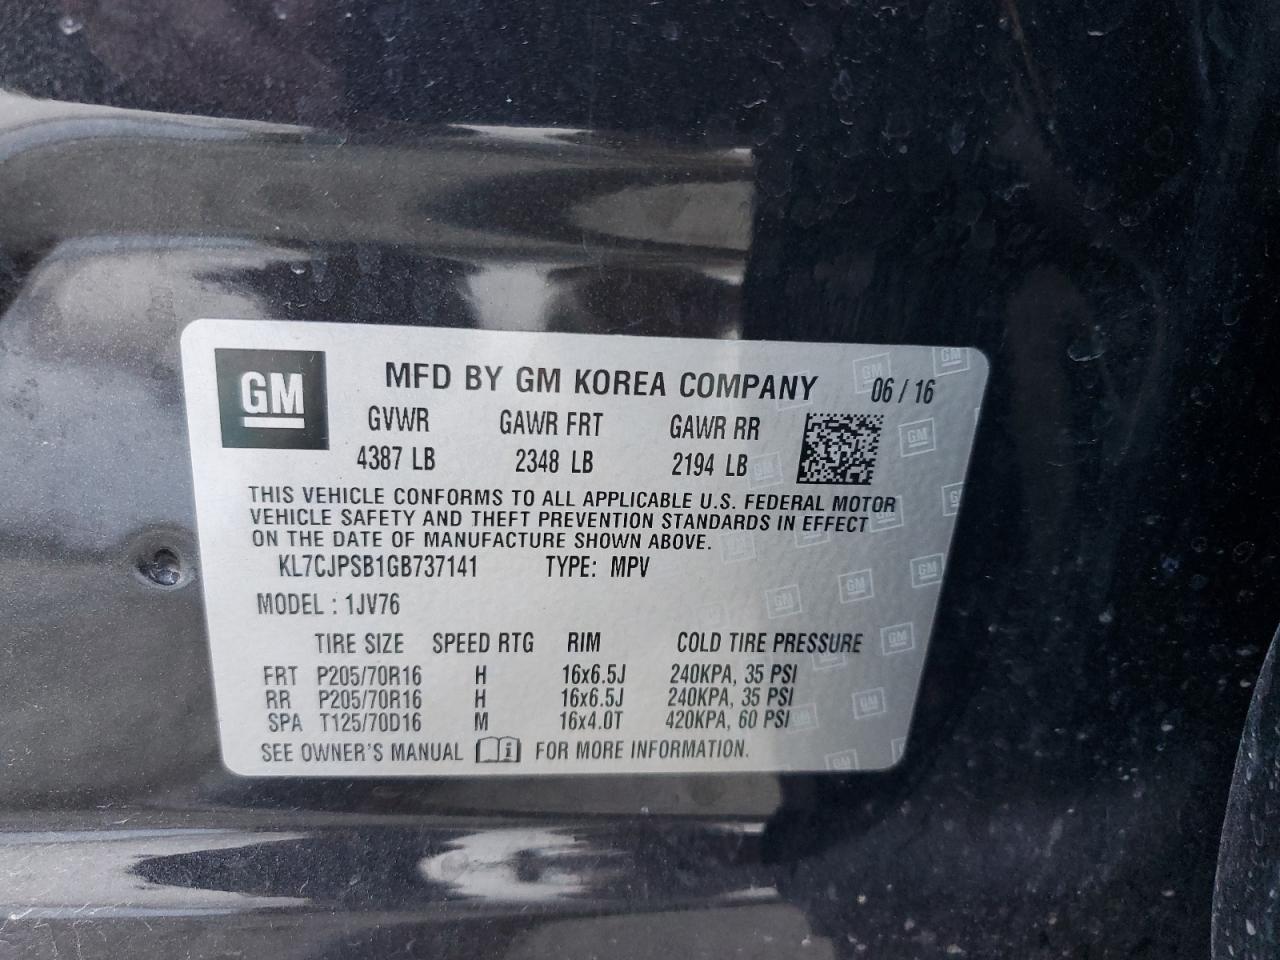 GM
MFD BY GM KOREA COMPANY 06 / 16
GVWR GAWR FRT GAWR RR
4387 LB 2348 LB 2194 LB
THIS VEHICLE CONFORMS TO ALL APPLICABLE U.S. FEDERAL MOTOR
VEHICLE SAFETY AND THEFT PREVENTION STANDARDS IN EFFECT
ON THE DATE OF MANUFACTURE SHOWN ABOVE.
KL7CJPSB1GB737141 TYPE: MPV
MODEL : 1JV76
TIRE SIZE SPEED RTG RIM COLD TIRE PRESSURE
FRT P205/70R16 H 16x6.5J 240KPA, 35 PSI
RR P205/70R16 H 16x6.5J 240KPA, 35 PSI
SPA T125/70D16 M 16x4.0T 420KPA, 60 PSI
SEE OWNER'S MANUAL FOR MORE INFORMATION.